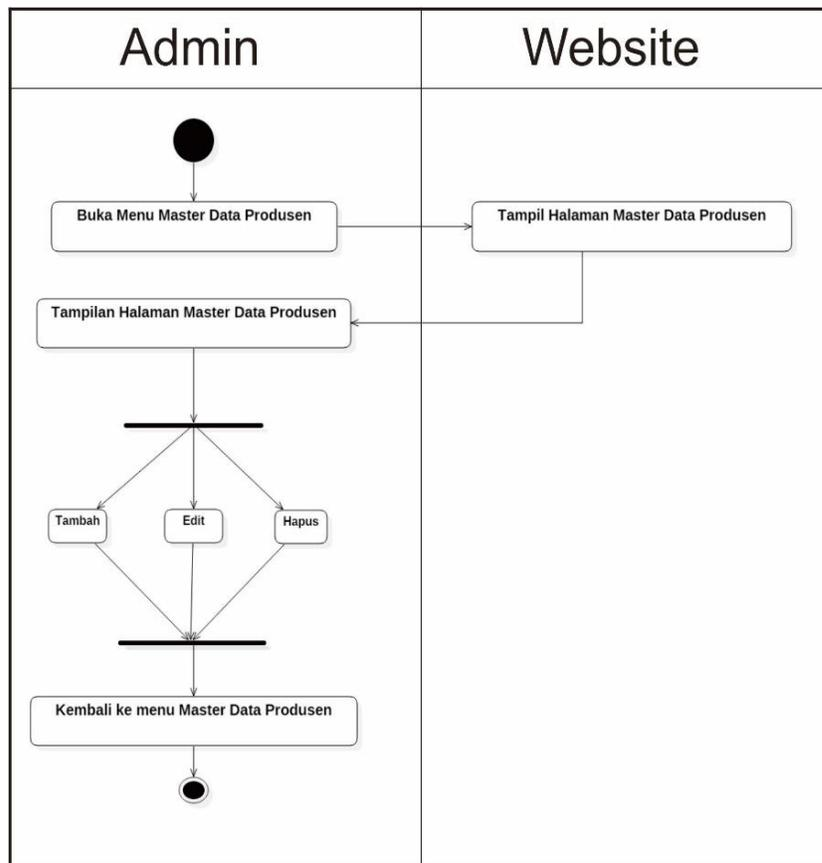 Admin
Website
Buka Menu Master Data Produsen
Tampil Halaman Master Data Produsen
Tampilan Halaman Master Data Produsen
Tambah
Edit
Hapus
Kembali ke menu Master Data Produsen